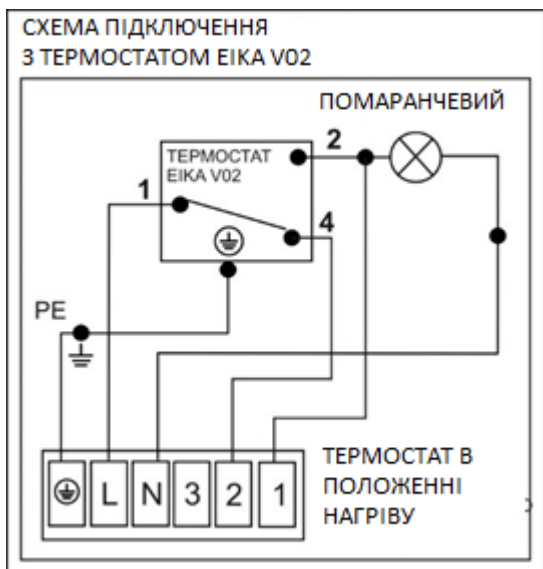 СХЕМА ПІДКЛЮЧЕННЯ
З ТЕРМОСТАТОМ EIKA V02
ПОМАРАНЧЕВИЙ
2
ТЕРМОСТАТ
EIKA V02
1
4
PE
ТЕРМОСТАТ В
ПОЛОЖЕННІ
НАГРІВУ
L N 3 2 1